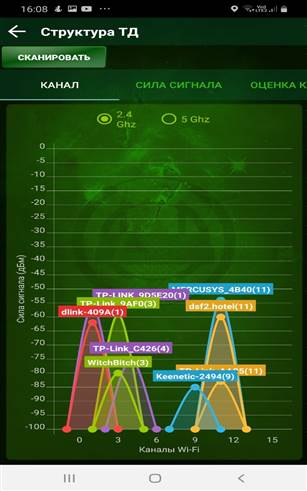 16:08
Структура ТД
СКАНИРОВАТЬ
КАНАЛ
СИЛА СИГНАЛА
ОЦЕНКА К
2.4
Ghz
5 Ghz
Сила сигнала (дБм)
0
-5
-10
-15
-20
-25
-30
-35
-40
-45
-50
-55
-60
-65
-70
-75
-80
-85
-90
-95
-100
MERCUSYS_4B40(11)
TP-LINK_9D5E20(1)
TP-Link_9AF0(3)
dsf2.hotel(11)
dlink-409A(1)
TP-Link_C426(4)
WitchBitch(3)
Keenetic-2494(9)
0
3
6
9
12
15
Каналы Wi-Fi